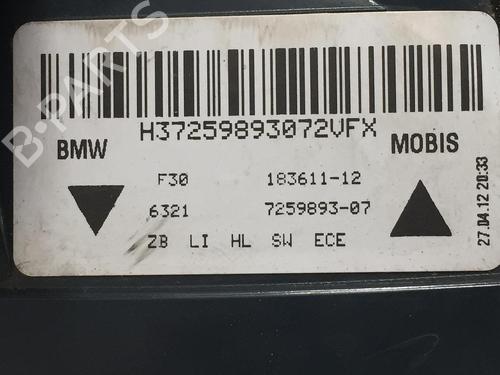 B-PARTS
H37259893072VFX
BMW
MOBIS
F30 183611-12
6321 7259893-07
ZB LI HL SW ECE
27.04.12 20:33